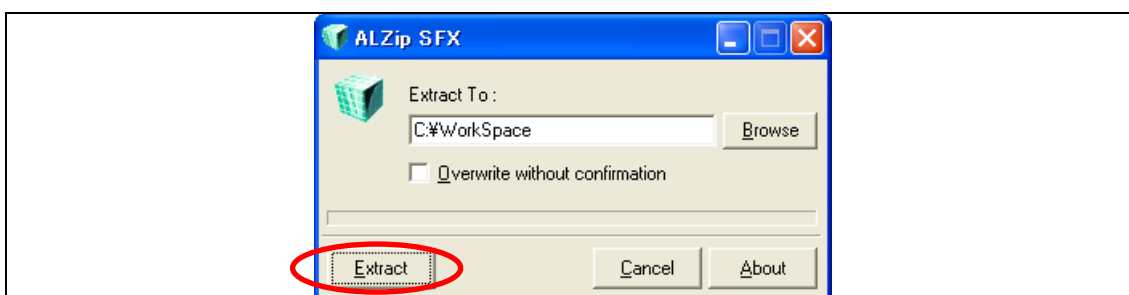 ALZip SFX
Extract To :
C:¥WorkSpace
Browse
Overwrite without confirmation
Extract
Cancel
About